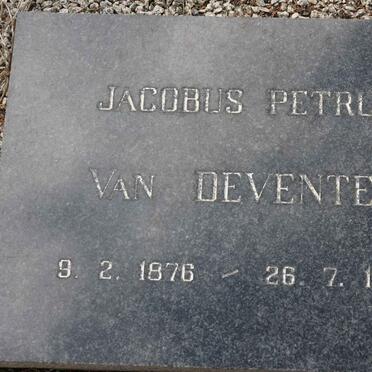 JACOBUS PETRU
VAN DEVENTE
9. 2. 1876 – 26. 7. 1